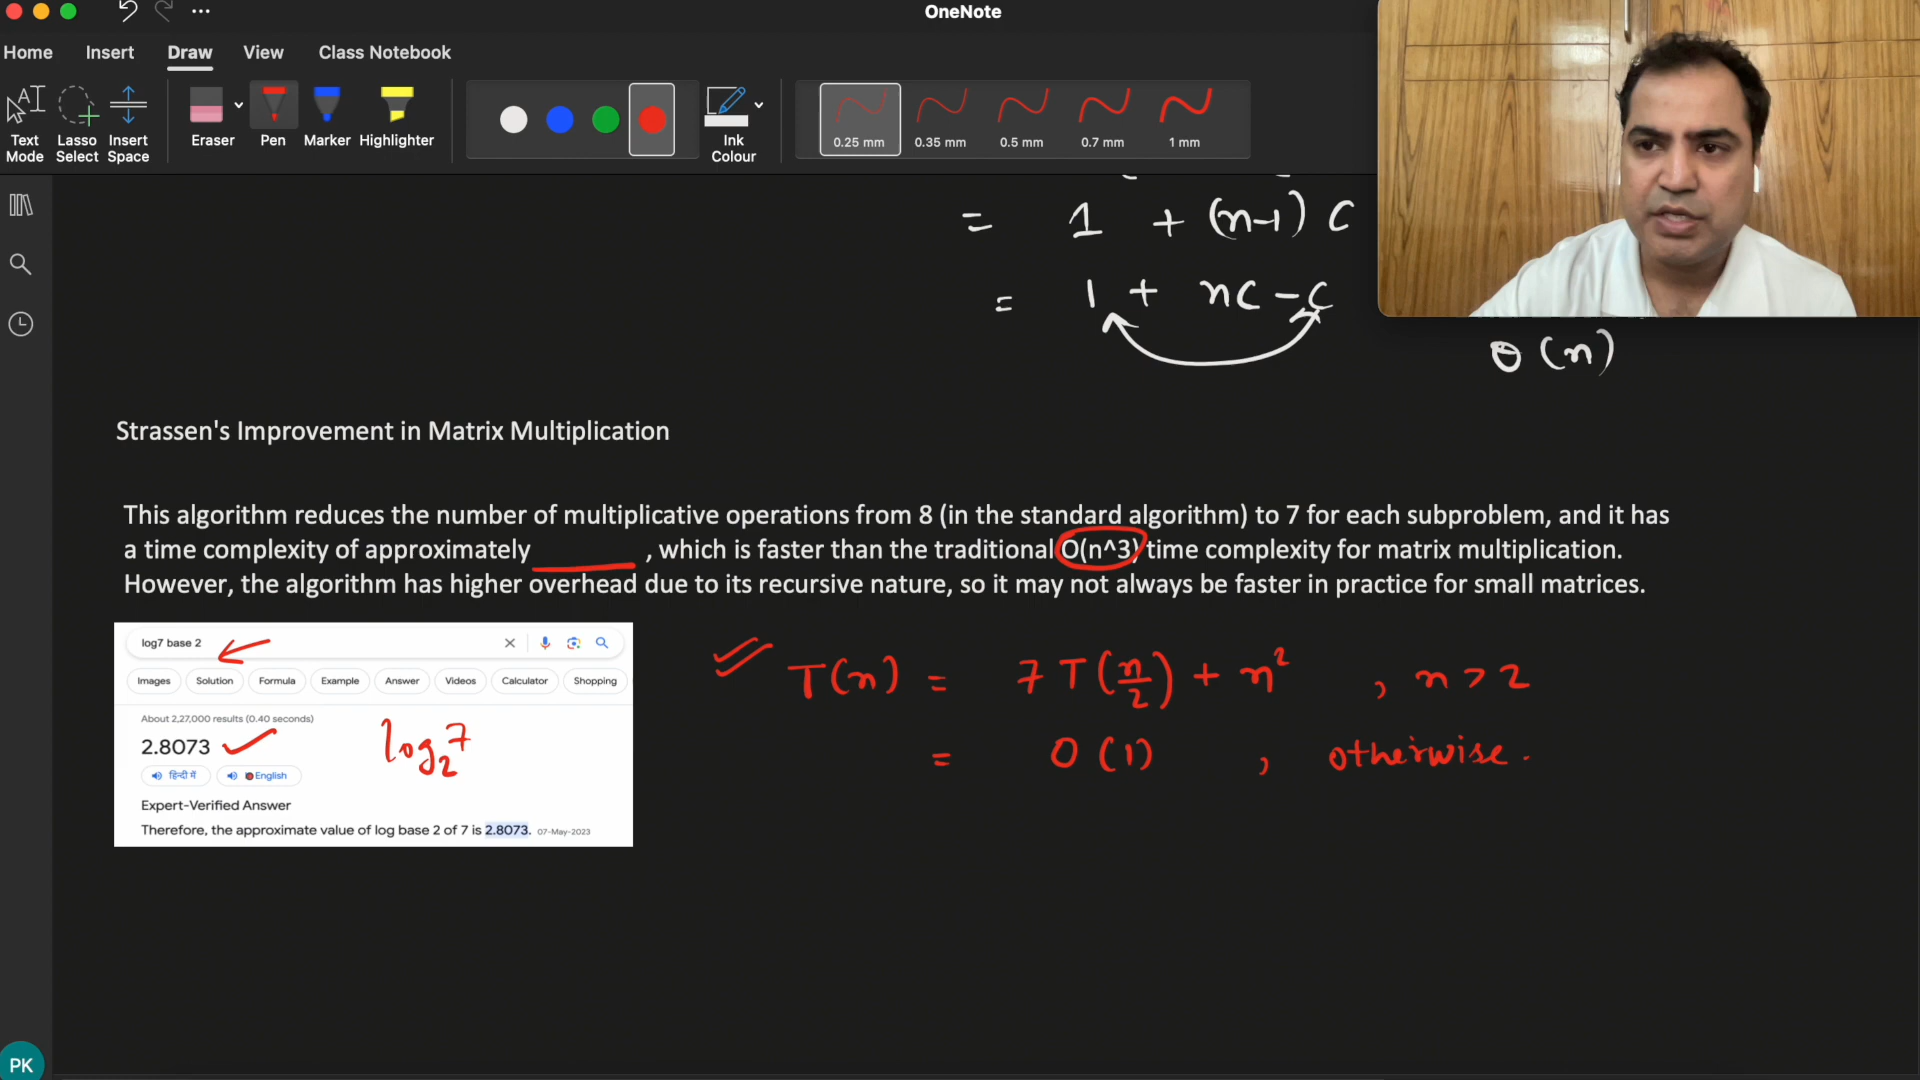 OneNote
Home Insert Draw View Class Notebook
Text Mode
Lasso Select
Insert Space
Eraser
Pen
Marker
Highlighter
Ink Colour
0.25 mm
0.35 mm
0.5 mm
0.7 mm
1 mm
= 1 + (n-1) C
= 1 + nC - C
θ (n)
Strassen's Improvement in Matrix Multiplication
This algorithm reduces the number of multiplicative operations from 8 (in the standard algorithm) to 7 for each subproblem, and it has
a time complexity of approximately , which is faster than the traditional O(n^3) time complexity for matrix multiplication.
However, the algorithm has higher overhead due to its recursive nature, so it may not always be faster in practice for small matrices.
log7 base 2
Images Solution Formula Example Answer Videos Calculator Shopping
About 2,27,000 results (0.40 seconds)
2.8073
log₂7
हिन्दी में English
Expert-Verified Answer
Therefore, the approximate value of log base 2 of 7 is 2.8073. 07-May-2023
T(n) = 7 T(n/2) + n² , n > 2
= O (1) , otherwise.
PK